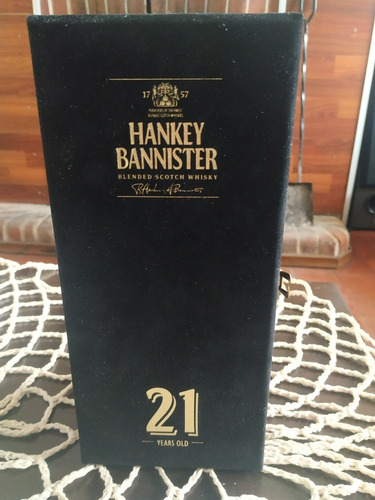 17 57
HANKEY
BANNISTER
BLENDED SCOTCH WHISKY
21
YEARS OLD